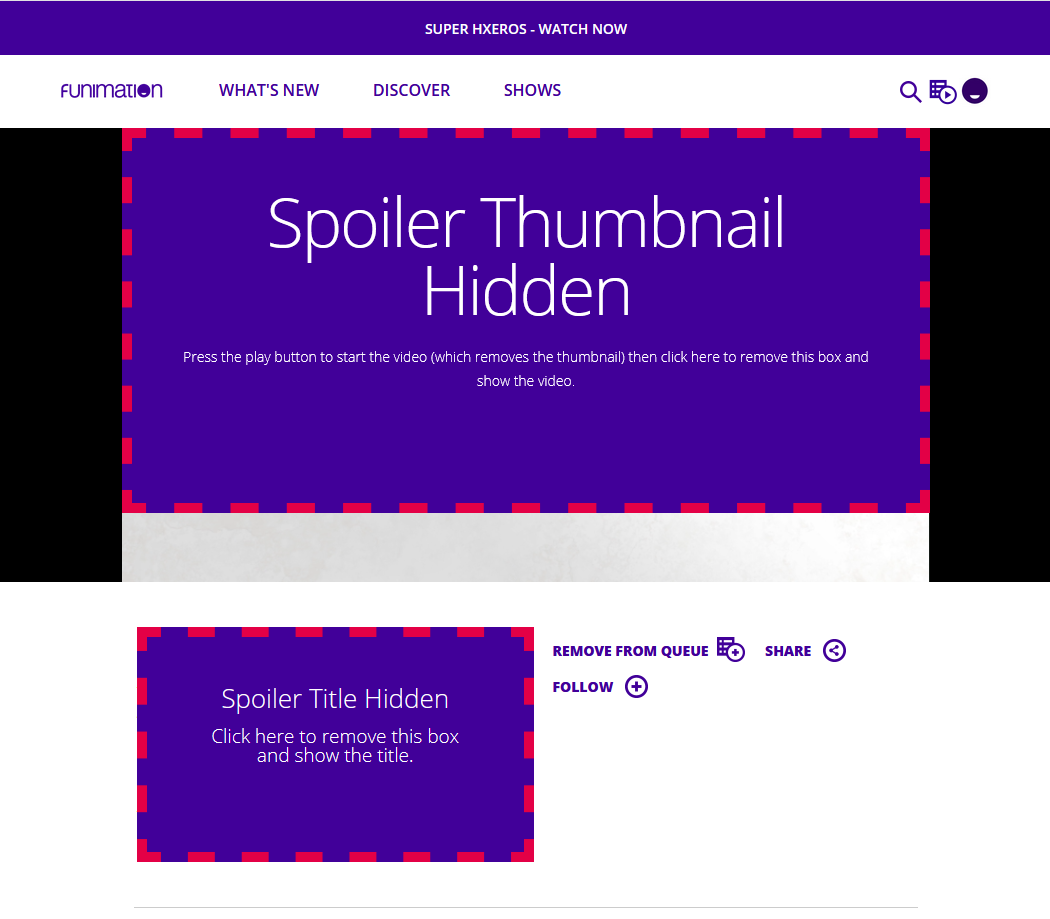 SUPER HXEROS - WATCH NOW
FUNIMATION
WHAT'S NEW
DISCOVER
SHOWS
Spoiler Thumbnail
Hidden
Press the play button to start the video (which removes the thumbnail) then click here to remove this box and
show the video.
Spoiler Title Hidden
Click here to remove this box
and show the title.
REMOVE FROM QUEUE
SHARE
FOLLOW